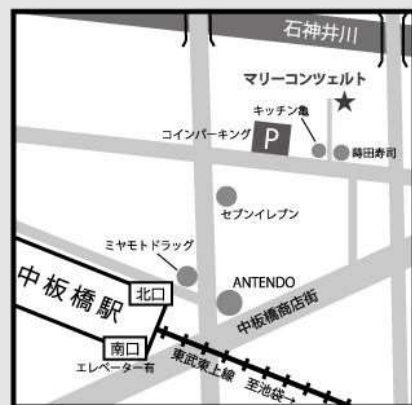 石神井川
マリーコンツェルト
キッチン亀
コインパーキング
P
蒔田寿司
セブンイレブン
ミヤモトドラッグ
ANTENDO
中板橋駅
北口
中板橋商店街
南口
エレベーター有
東武東上線 至池袋→